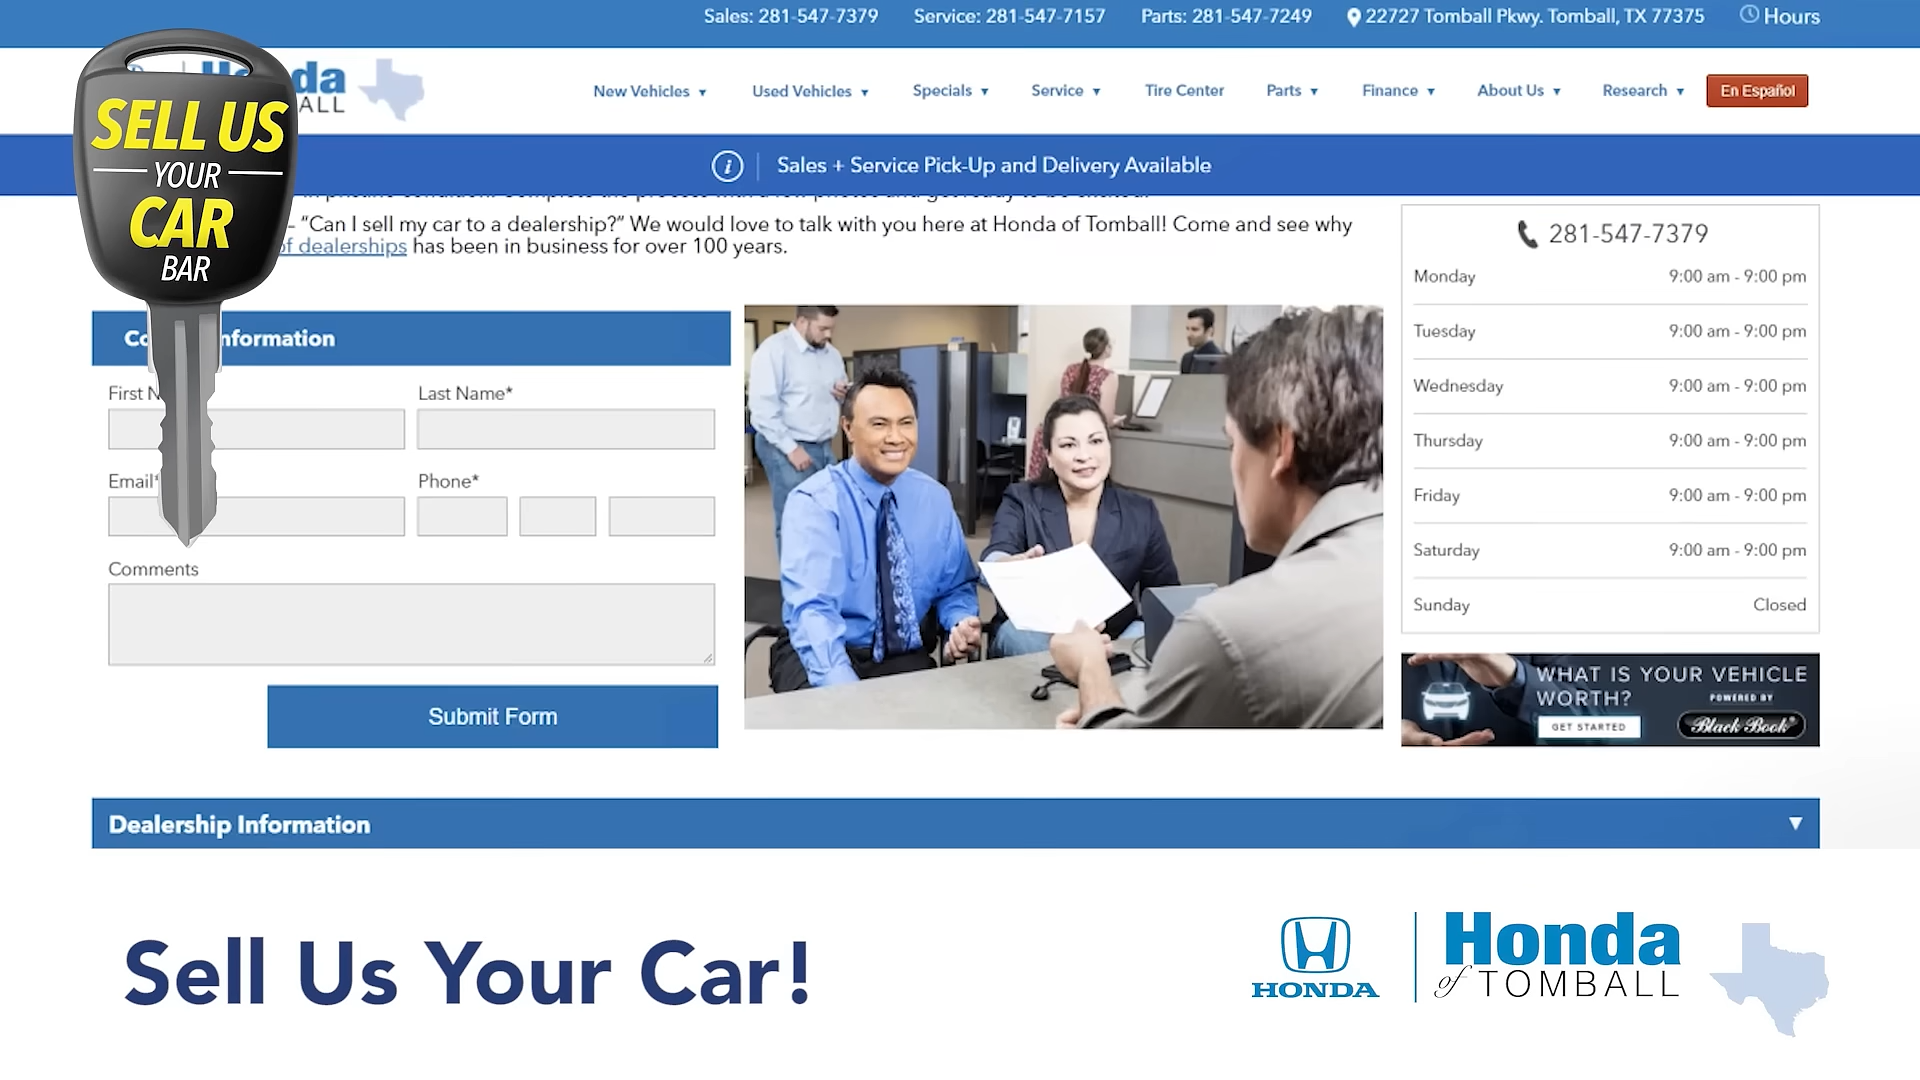 Sales: 281-547-7379 Service: 281-547-7157 Parts: 281-547-7249 22727 Tomball Pkwy. Tomball, TX 77375 Hours
SELL US
YOUR
CAR
BAR
da
ALL
New Vehicles ▼ Used Vehicles ▼ Specials ▼ Service ▼ Tire Center Parts ▼ Finance ▼ About Us ▼ Research ▼ En Español
Sales + Service Pick-Up and Delivery Available
“Can I sell my car to a dealership?” We would love to talk with you here at Honda of Tomball! Come and see why
of dealerships has been in business for over 100 years.
Co nformation
First N Last Name*
Email* Phone*
Comments
Submit Form
281-547-7379
Monday 9:00 am - 9:00 pm
Tuesday 9:00 am - 9:00 pm
Wednesday 9:00 am - 9:00 pm
Thursday 9:00 am - 9:00 pm
Friday 9:00 am - 9:00 pm
Saturday 9:00 am - 9:00 pm
Sunday Closed
WHAT IS YOUR VEHICLE
WORTH? POWERED BY
GET STARTED Black Book®
Dealership Information ▼
Sell Us Your Car!
HONDA
Honda
of TOMBALL